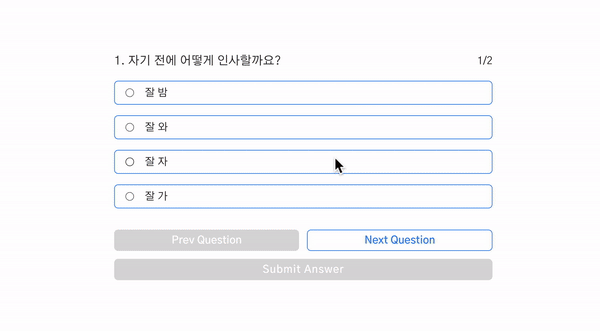 1. 자기 전에 어떻게 인사할까요?
1/2
잘 밤
잘 와
잘 자
잘 가
Prev Question
Next Question
Submit Answer